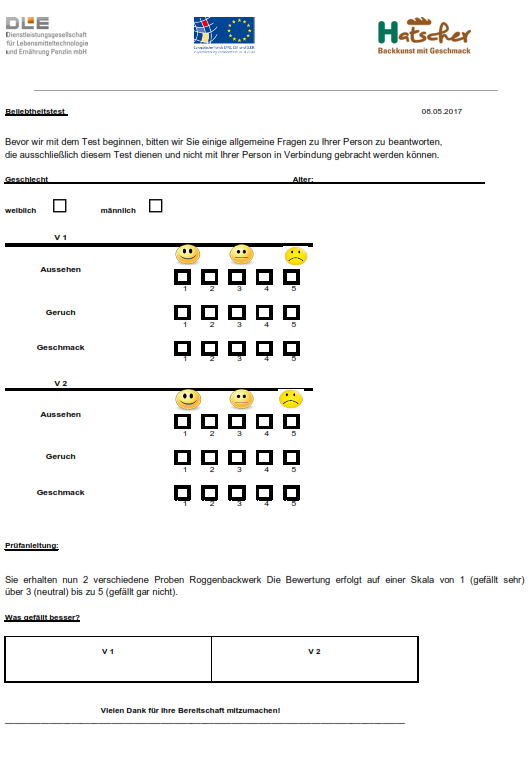 DLE
Dienstleistungsgesellschaft
für Lebensmitteltechnologie
und Ernährung Penzlin mbH
Hatscher
Backkunst mit Geschmack
Beliebtheitstest 08.05.2017
Bevor wir mit dem Test beginnen, bitten wir Sie einige allgemeine Fragen zu Ihrer Person zu beantworten,
die ausschließlich diesem Test dienen und nicht mit Ihrer Person in Verbindung gebracht werden können.
Geschlecht Alter:
weiblich männlich
V 1
Aussehen
1 2 3 4 5
Geruch
1 2 3 4 5
Geschmack
1 2 3 4 5
V 2
Aussehen
1 2 3 4 5
Geruch
1 2 3 4 5
Geschmack
1 2 3 4 5
Prüfanleitung:
Sie erhalten nun 2 verschiedene Proben Roggenbackwerk Die Bewertung erfolgt auf einer Skala von 1 (gefällt sehr)
über 3 (neutral) bis zu 5 (gefällt gar nicht).
Was gefällt besser?
V 1 V 2
Vielen Dank für Ihre Bereitschaft mitzumachen!